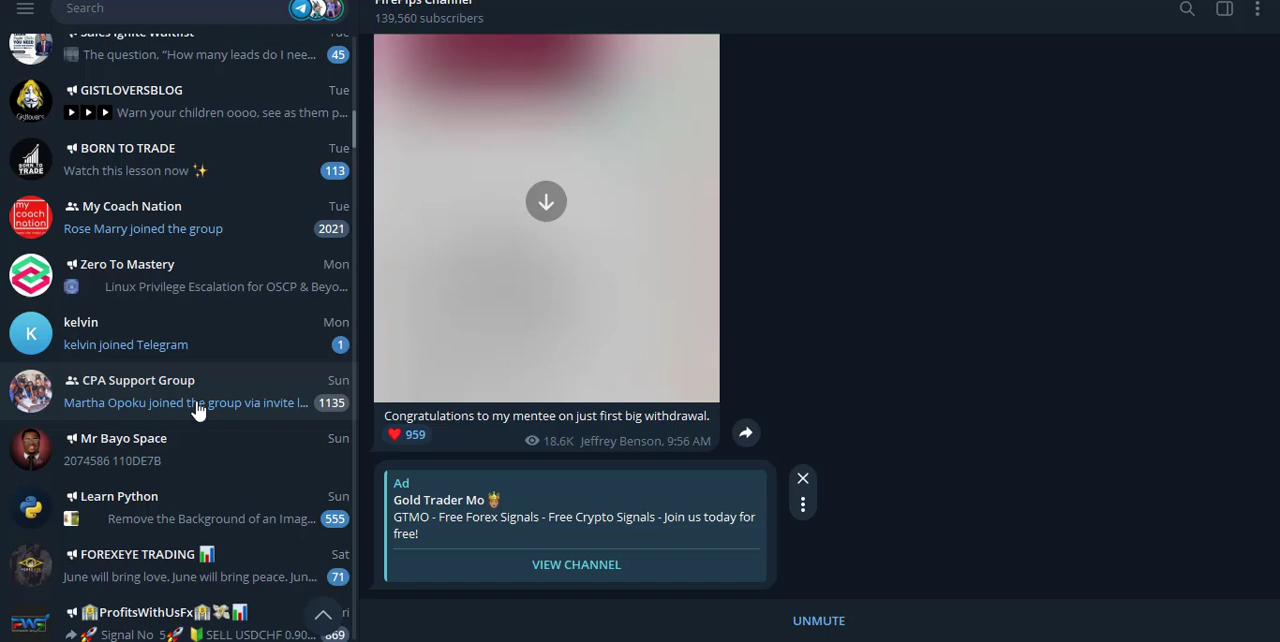 Search
FirePips Channel
139,560 subscribers
Sales Ignite Waitlist
Tue
The question, “How many leads do I nee...
45
GISTLOVERSBLOG
Tue
Warn your children oooo, see as them p...
BORN TO TRADE
Tue
Watch this lesson now ✨
113
My Coach Nation
Tue
Rose Marry joined the group
2021
Zero To Mastery
Mon
Linux Privilege Escalation for OSCP & Beyo...
K
kelvin
Mon
kelvin joined Telegram
1
CPA Support Group
Sun
Martha Opoku joined the group via invite l...
1135
Mr Bayo Space
Sun
2074586 110DE7B
Learn Python
Sun
Remove the Background of an Imag...
555
FOREXEYE TRADING 📊
Sat
June will bring love, June will bring peace. Jun...
71
🏦ProfitsWithUsFx🏦💸📊
ri
🚀 Signal No 5🚀 🔰SELL USDCHF 0.90...
869
Congratulations to my mentee on just first big withdrawal.
❤️ 959
18.6K Jeffrey Benson, 9:56 AM
Ad
Gold Trader Mo 🤴
GTMO - Free Forex Signals - Free Crypto Signals - Join us today for
free!
VIEW CHANNEL
UNMUTE